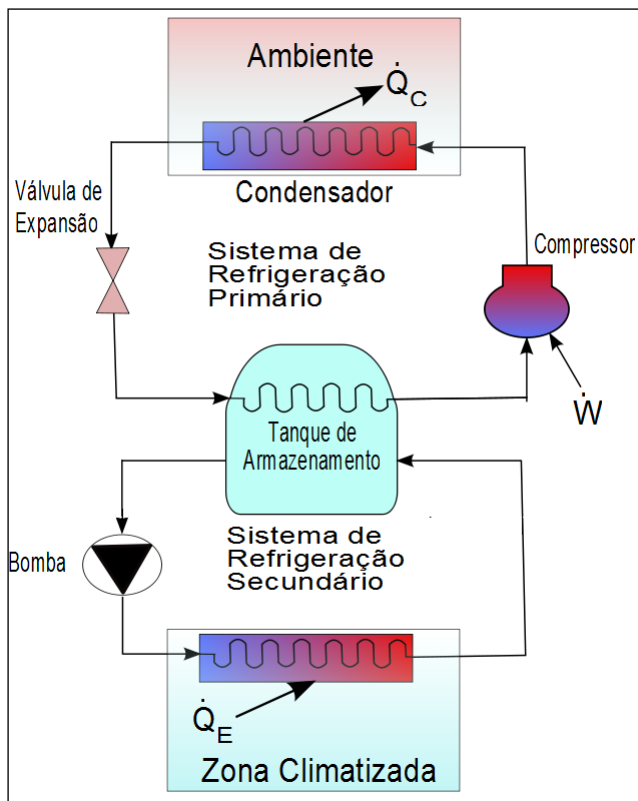 Ambiente
Q̇C
Condensador
Válvula de
Expansão
Compressor
Sistema de
Refrigeração
Primário
Ẇ
Tanque de
Armazenamento
Bomba
Sistema de
Refrigeração
Secundário
Q̇E
Zona Climatizada